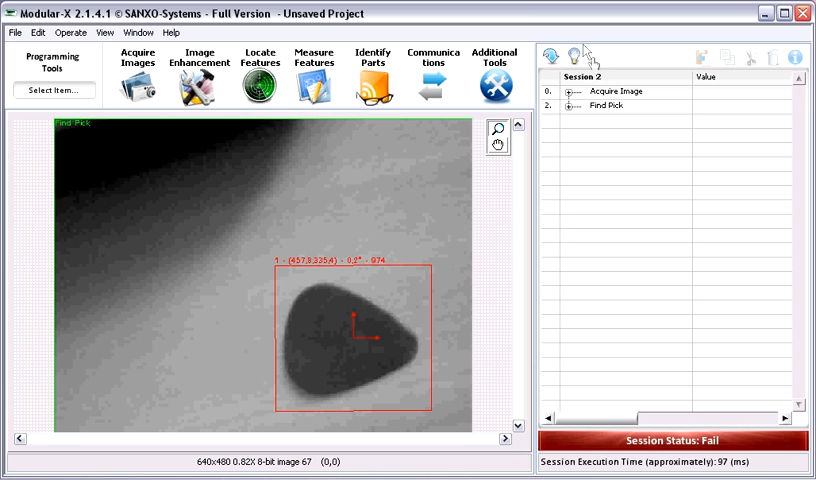 Modular-X 2.1.4.1 © SANXO-Systems - Full Version - Unsaved Project
File Edit Operate View Window Help
Programming Tools
Select Item...
Acquire Images
Image Enhancement
Locate Features
Measure Features
Identify Parts
Communica tions
Additional Tools
Find Pick
1 - (457,8,335,4) - 0,2° - 974
640x480 0.82X 8-bit image 67 (0,0)
Session 2 Value
0. Acquire Image
2. Find Pick
Session Status: Fail
Session Execution Time (approximately): 97 (ms)